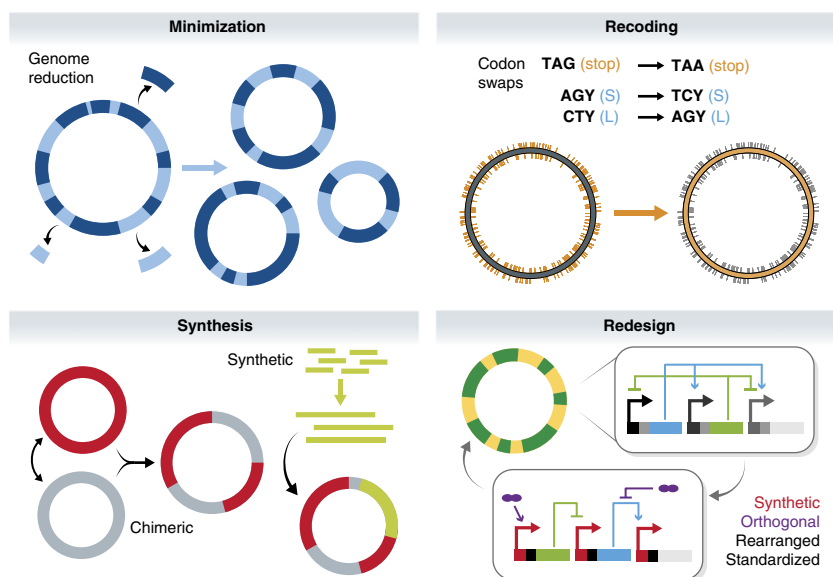 Minimization
Genome
reduction
Recoding
Codon
swaps
TAG (stop) TAA (stop)
AGY (S) TCY (S)
CTY (L) AGY (L)
Synthesis
Synthetic
Chimeric
Redesign
Synthetic
Orthogonal
Rearranged
Standardized